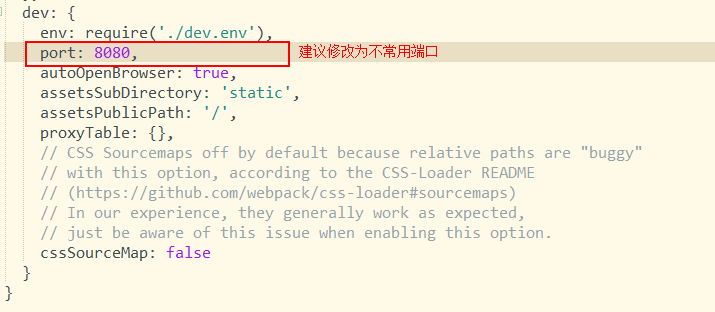 dev: {
env: require('./dev.env'),
port: 8080, 建议修改为不常用端口
autoOpenBrowser: true,
assetsSubDirectory: 'static',
assetsPublicPath: '/',
proxyTable: {},
// CSS Sourcemaps off by default because relative paths are "buggy"
// with this option, according to the CSS-Loader README
// (https://github.com/webpack/css-loader#sourcemaps)
// In our experience, they generally work as expected,
// just be aware of this issue when enabling this option.
cssSourceMap: false
}
}